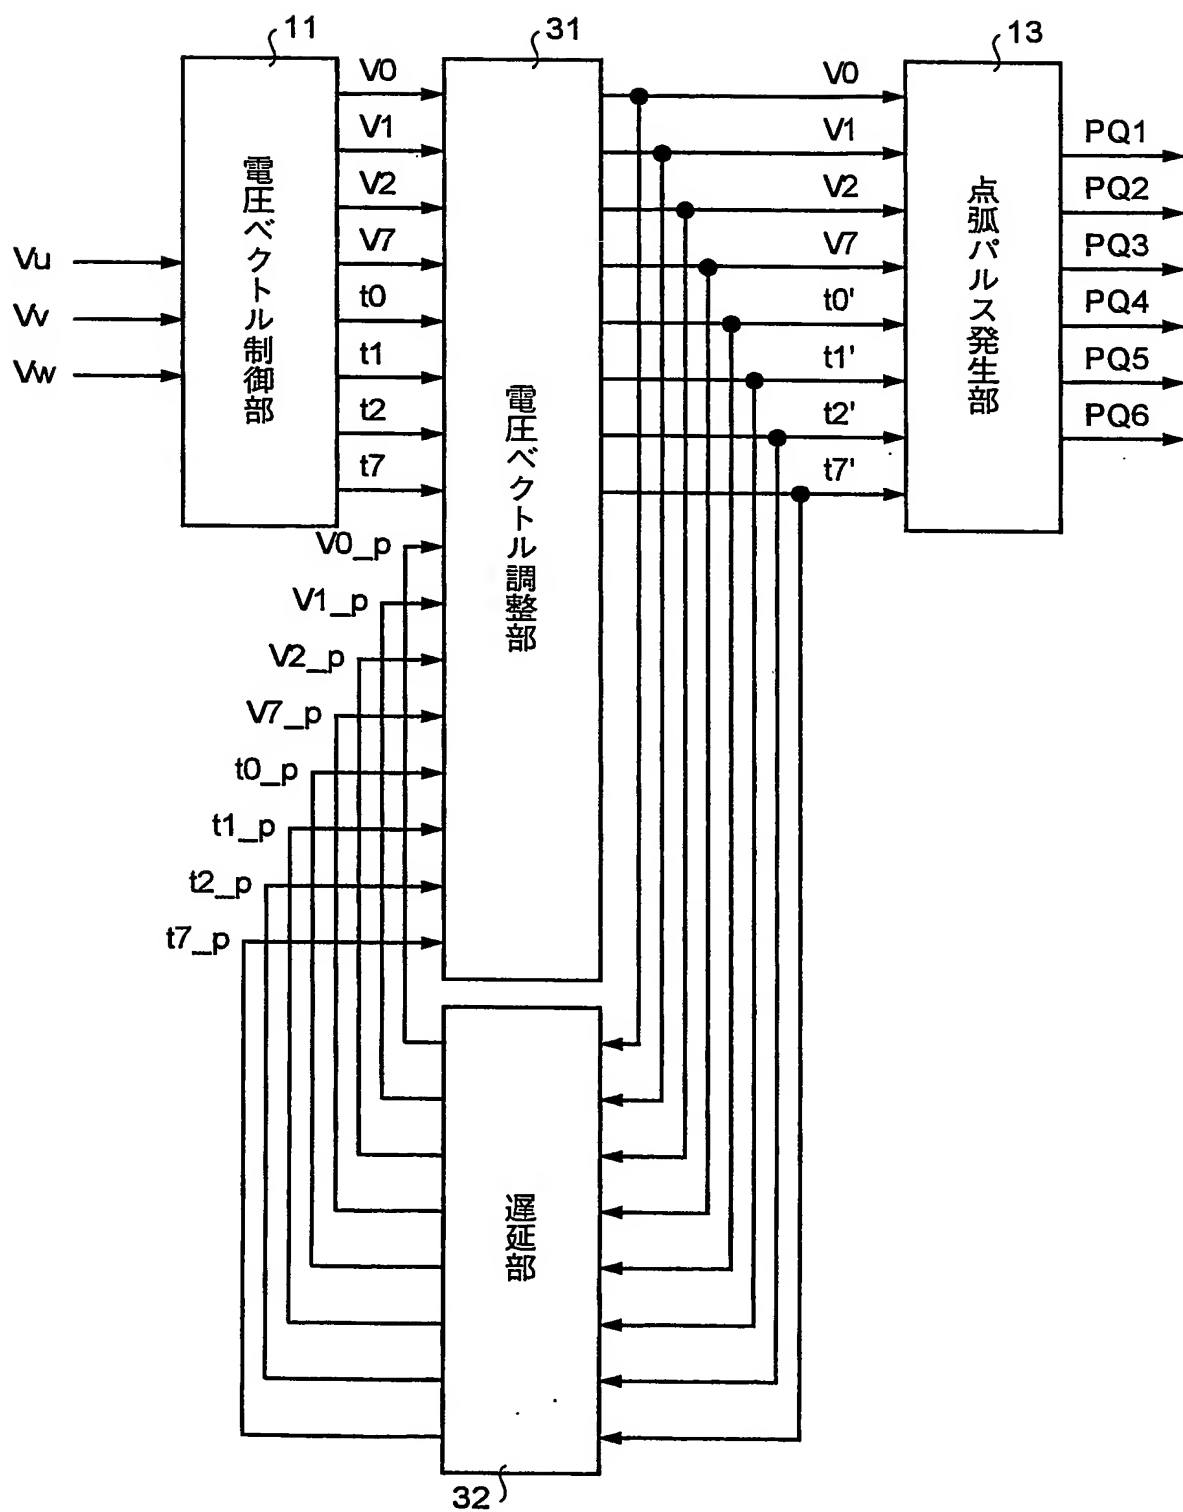 11
31
13
V0
V1
V2
V7
t0
t1
t2
t7
Vu
Vv
Vw
電圧ベクトル制御部
電圧ベクトル調整部
V0
V1
V2
V7
t0'
t1'
t2'
t7'
点弧パルス発生部
PQ1
PQ2
PQ3
PQ4
PQ5
PQ6
V0_p
V1_p
V2_p
V7_p
t0_p
t1_p
t2_p
t7_p
遅延部
32